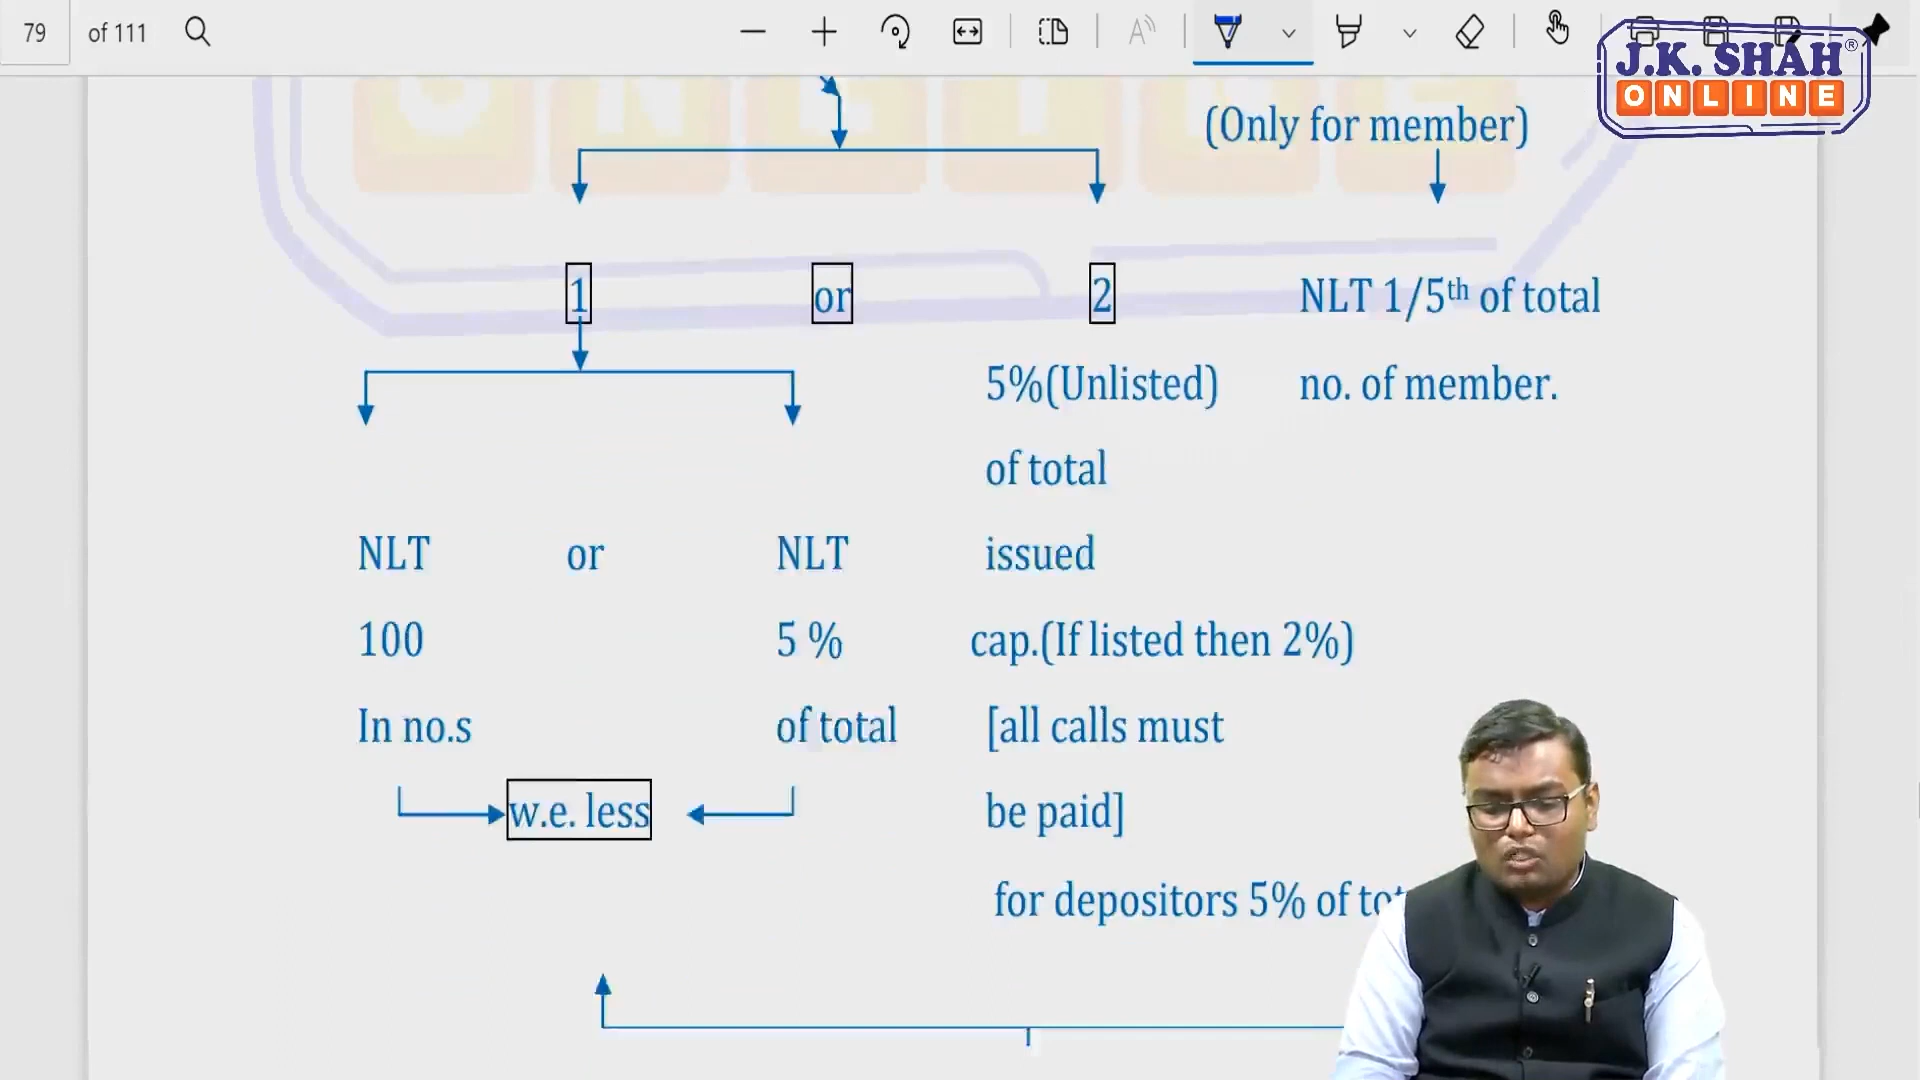 79 of 111
J.K. SHAH®
ONLINE
(Only for member)
1 or 2 NLT 1/5th of total
5%(Unlisted) no. of member.
of total
NLT or NLT issued
100 5 % cap.(If listed then 2%)
In no.s of total [all calls must
w.e. less be paid]
for depositors 5% of